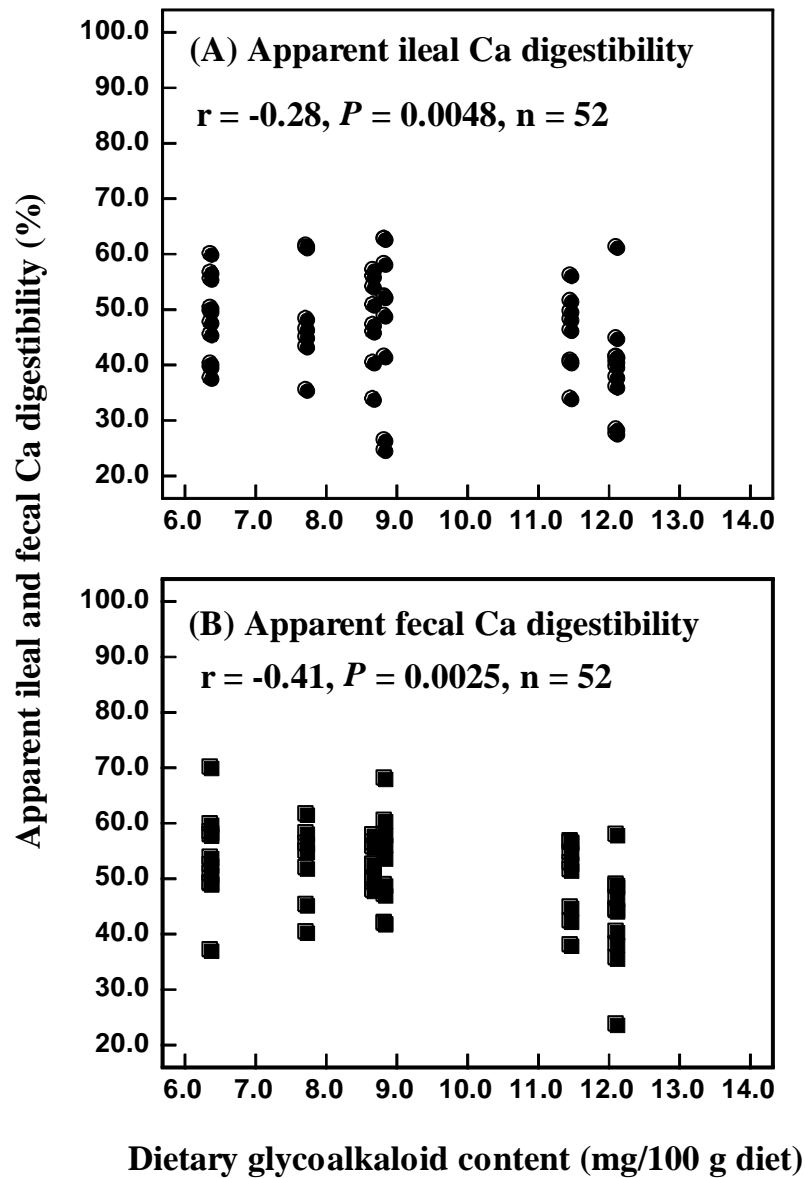 Apparent ileal and fecal Ca digestibility (%)
100.0
90.0
80.0
70.0
60.0
50.0
40.0
30.0
20.0
(A) Apparent ileal Ca digestibility
r = -0.28, P = 0.0048, n = 52
6.0 7.0 8.0 9.0 10.0 11.0 12.0 13.0 14.0
100.0
90.0
80.0
70.0
60.0
50.0
40.0
30.0
20.0
(B) Apparent fecal Ca digestibility
r = -0.41, P = 0.0025, n = 52
6.0 7.0 8.0 9.0 10.0 11.0 12.0 13.0 14.0
Dietary glycoalkaloid content (mg/100 g diet)